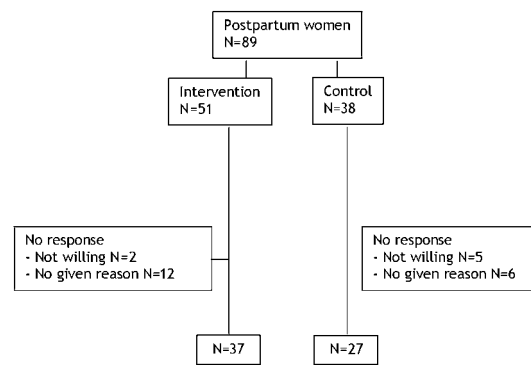 Postpartum women
N=89
Intervention
N=51
Control
N=38
No response
- Not willing N=2
- No given reason N=12
No response
- Not willing N=5
- No given reason N=6
N=37
N=27